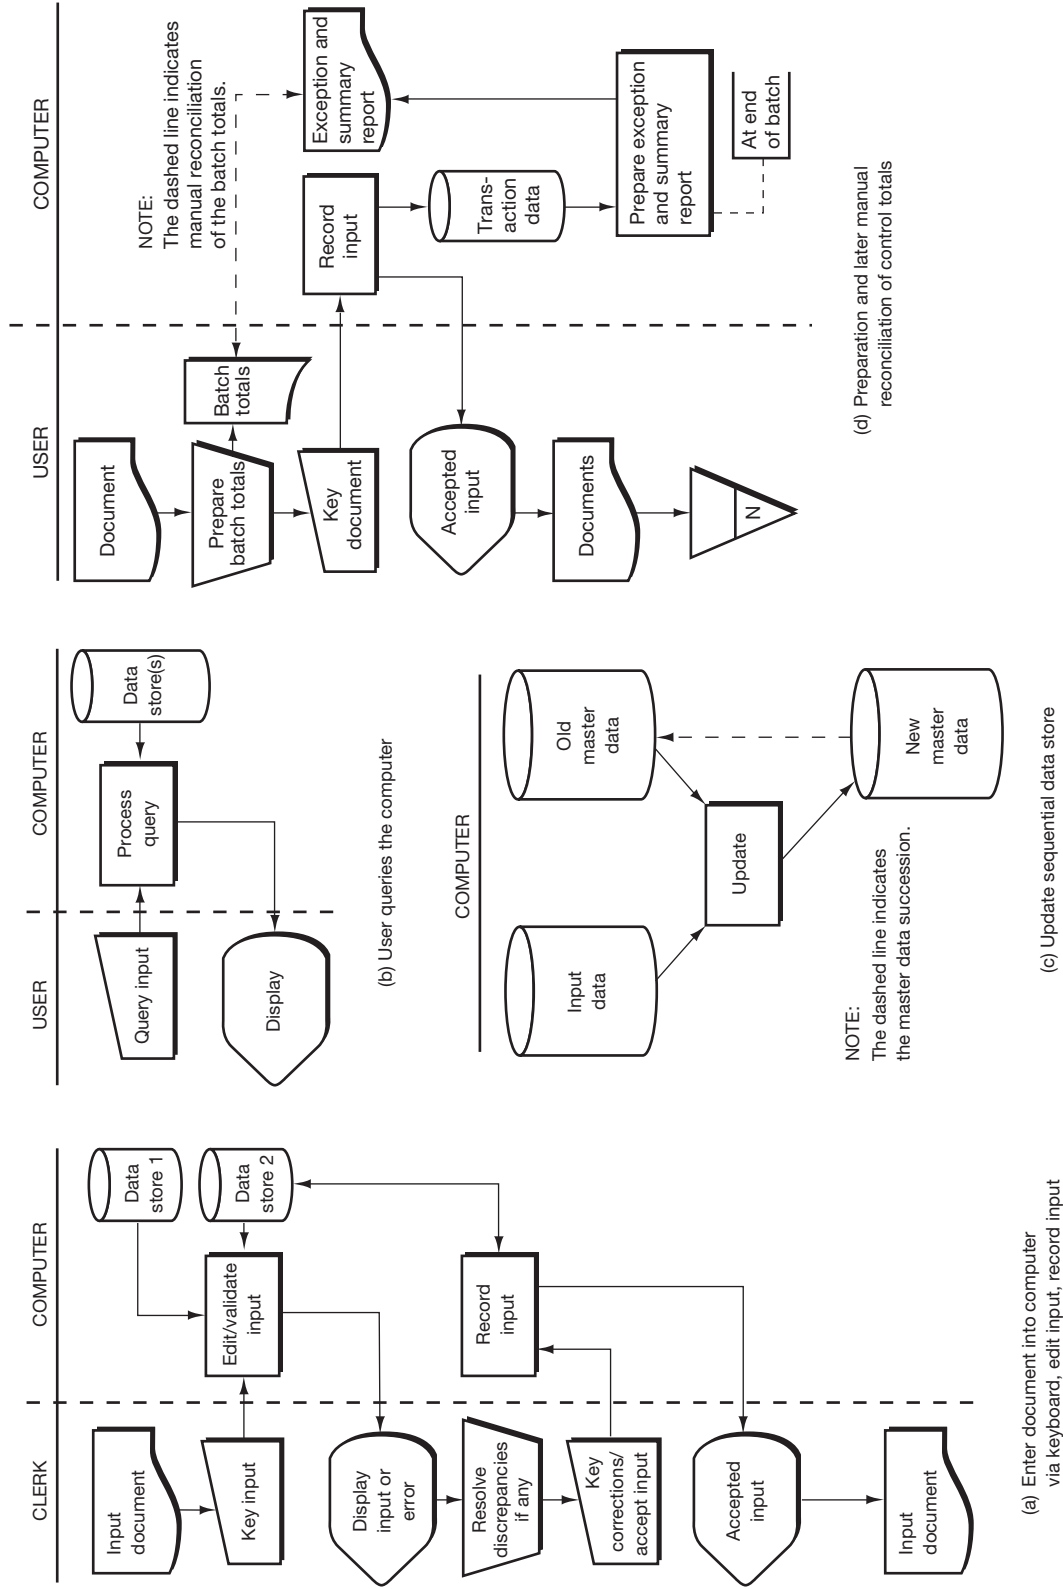 CLERK
COMPUTER
Input
document
Key input
Edit/validate
input
Data
store 1
Data
store 2
Display
input or
error
Resolve
discrepancies
if any
Key
corrections/
accept input
Record
input
Accepted
input
Input
document
(a) Enter document into computer
via keyboard, edit input, record input
USER
COMPUTER
Query input
Process
query
Data
store(s)
Display
(b) User queries the computer
COMPUTER
Input
data
Old
master
data
Update
New
master
data
NOTE:
The dashed line indicates
the master data succession.
(c) Update sequential data store
USER
COMPUTER
Document
Prepare
batch totals
Batch
totals
Key
document
Record
input
Accepted
input
Documents
N
NOTE:
The dashed line indicates
manual reconciliation
of the batch totals.
Exception and
summary
report
Trans-
action
data
Prepare exception
and summary
report
At end
of batch
(d) Preparation and later manual
reconciliation of control totals